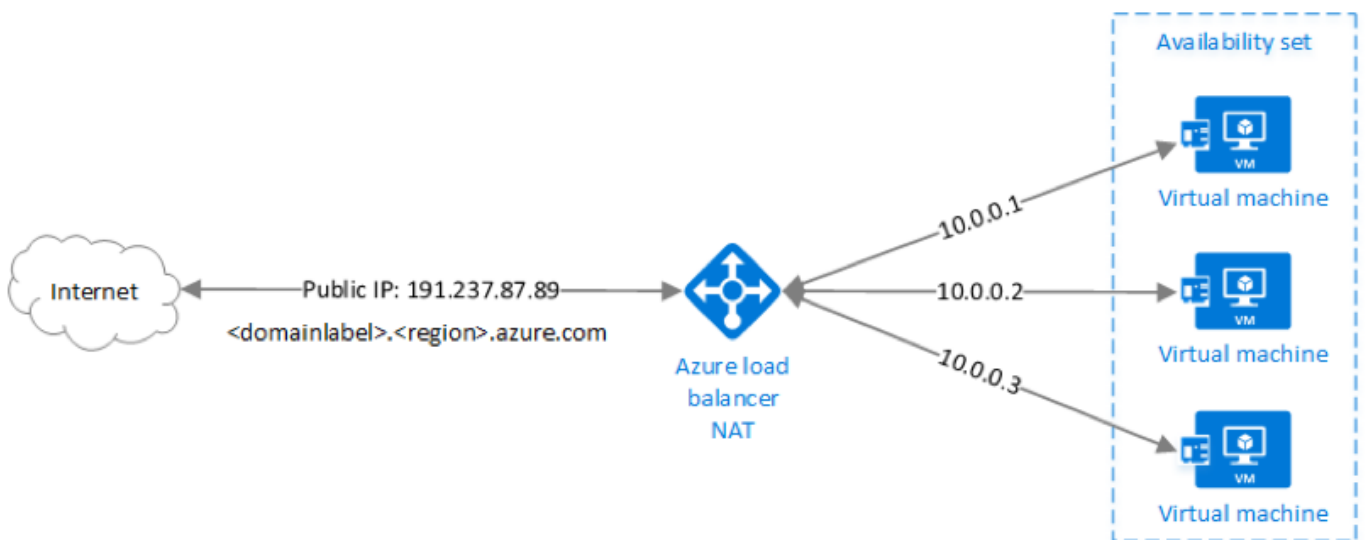 Availability set
VM
Virtual machine
10.0.0.1
Internet
Public IP: 191.237.87.89
<domainlabel>.<region>.azure.com
10.0.0.2
VM
Virtual machine
Azure load
balancer
NAT
10.0.0.3
VM
Virtual machine